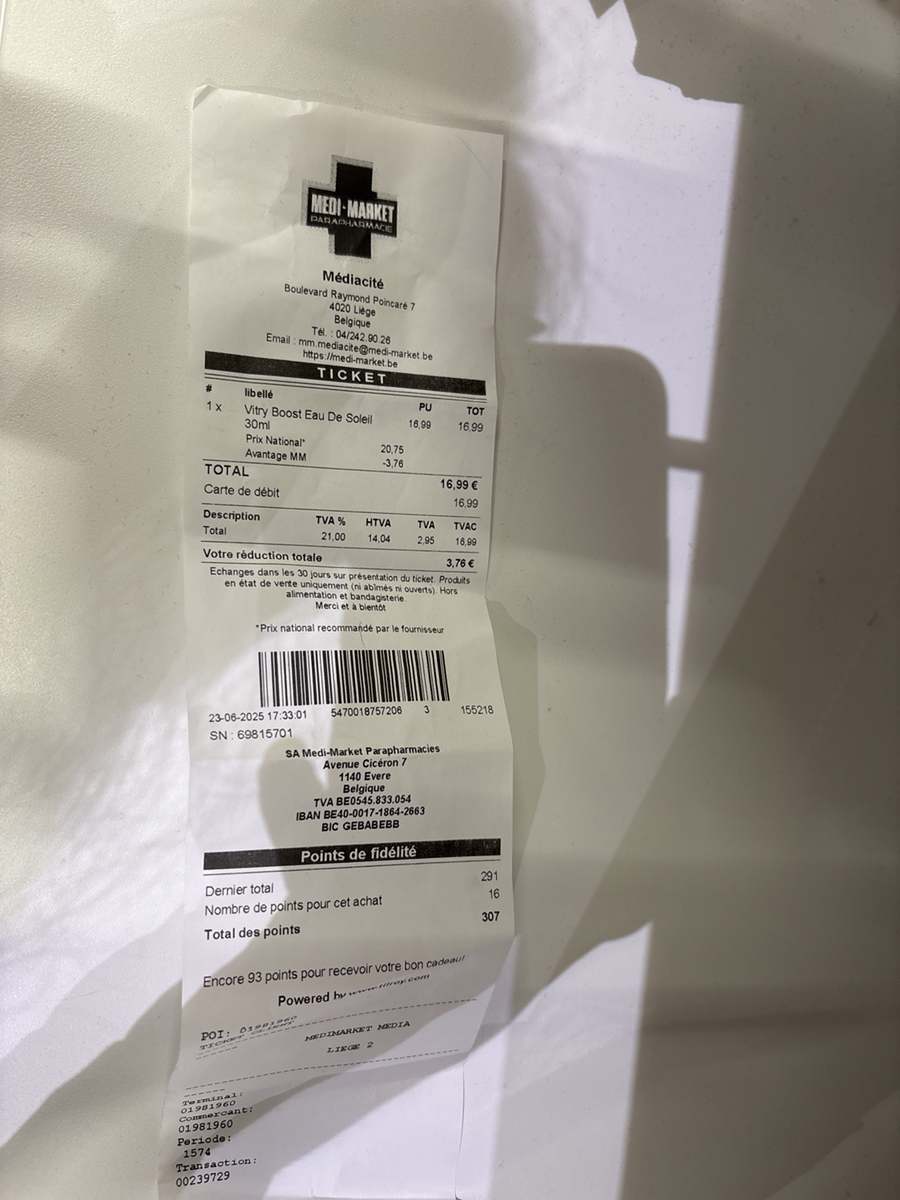 MEDI-MARKET
PARAPHARMACIE
Médiacité
Boulevard Raymond Poincaré 7
4020 Liège
Belgique
Tél. : 04/242.90.26
Email : mm.mediacite@medi-market.be
https://medi-market.be
TICKET
# libellé PU TOT
1 x Vitry Boost Eau De Soleil 16,99 16,99
30ml
Prix National* 20,75
Avantage MM -3,76
TOTAL 16,99 €
Carte de débit 16,99
Description TVA % HTVA TVA TVAC
Total 21,00 14,04 2,95 16,99
Votre réduction totale 3,76 €
Echanges dans les 30 jours sur présentation du ticket. Produits
en état de vente uniquement (ni abîmés ni ouverts). Hors
alimentation et bandagisterie.
Merci et à bientôt
*Prix national recommandé par le fournisseur
23-06-2025 17:33:01 5470018757206 3 155218
SN : 69815701
SA Medi-Market Parapharmacies
Avenue Cicéron 7
1140 Evere
Belgique
TVA BE0545.833.054
IBAN BE40-0017-1864-2663
BIC GEBABEBB
Points de fidélité
Dernier total 291
Nombre de points pour cet achat 16
Total des points 307
Encore 93 points pour recevoir votre bon cadeau!
Powered by www.tilroy.com
POI: 01981960
TICKET CLIENT
MEDIMARKET MEDIA
LIEGE 2
Terminal:
01981960
Commercant:
01981960
Periode:
1574
Transaction:
00239729